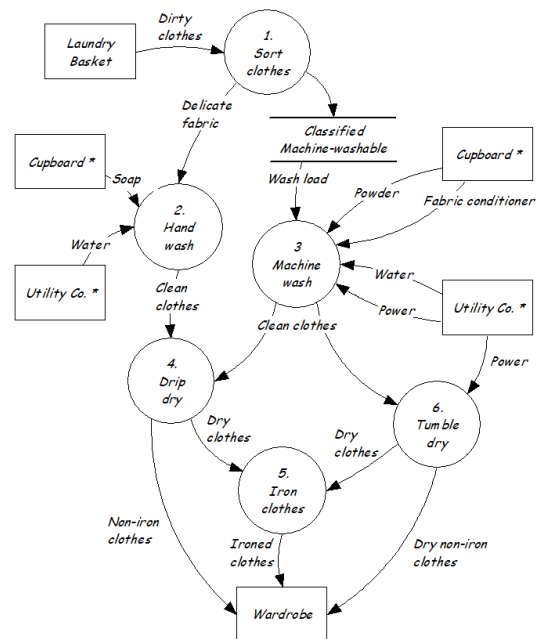 Dirty
clothes
Laundry
Basket
1.
Sort
clothes
Delicate
fabric
Classified
Machine-washable
Cupboard *
Soap
Wash load
Cupboard *
Powder
Fabric conditioner
2.
Hand
wash
Water
Utility Co. *
3
Machine
wash
Water
Power
Utility Co. *
Clean
clothes
Clean clothes
Power
4.
Drip
dry
6.
Tumble
dry
Dry
clothes
Dry
clothes
5.
Iron
clothes
Non-iron
clothes
Ironed
clothes
Dry non-iron
clothes
Wardrobe